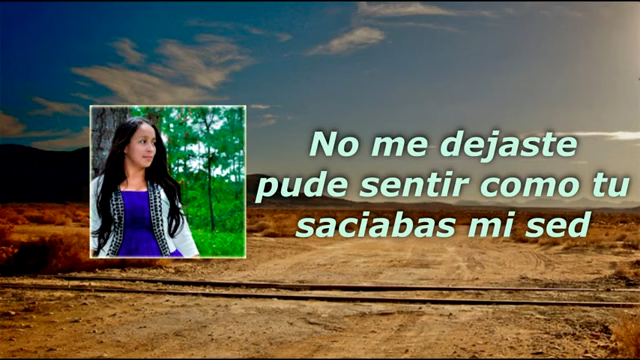 No me dejaste
pude sentir como tu
saciabas mi sed